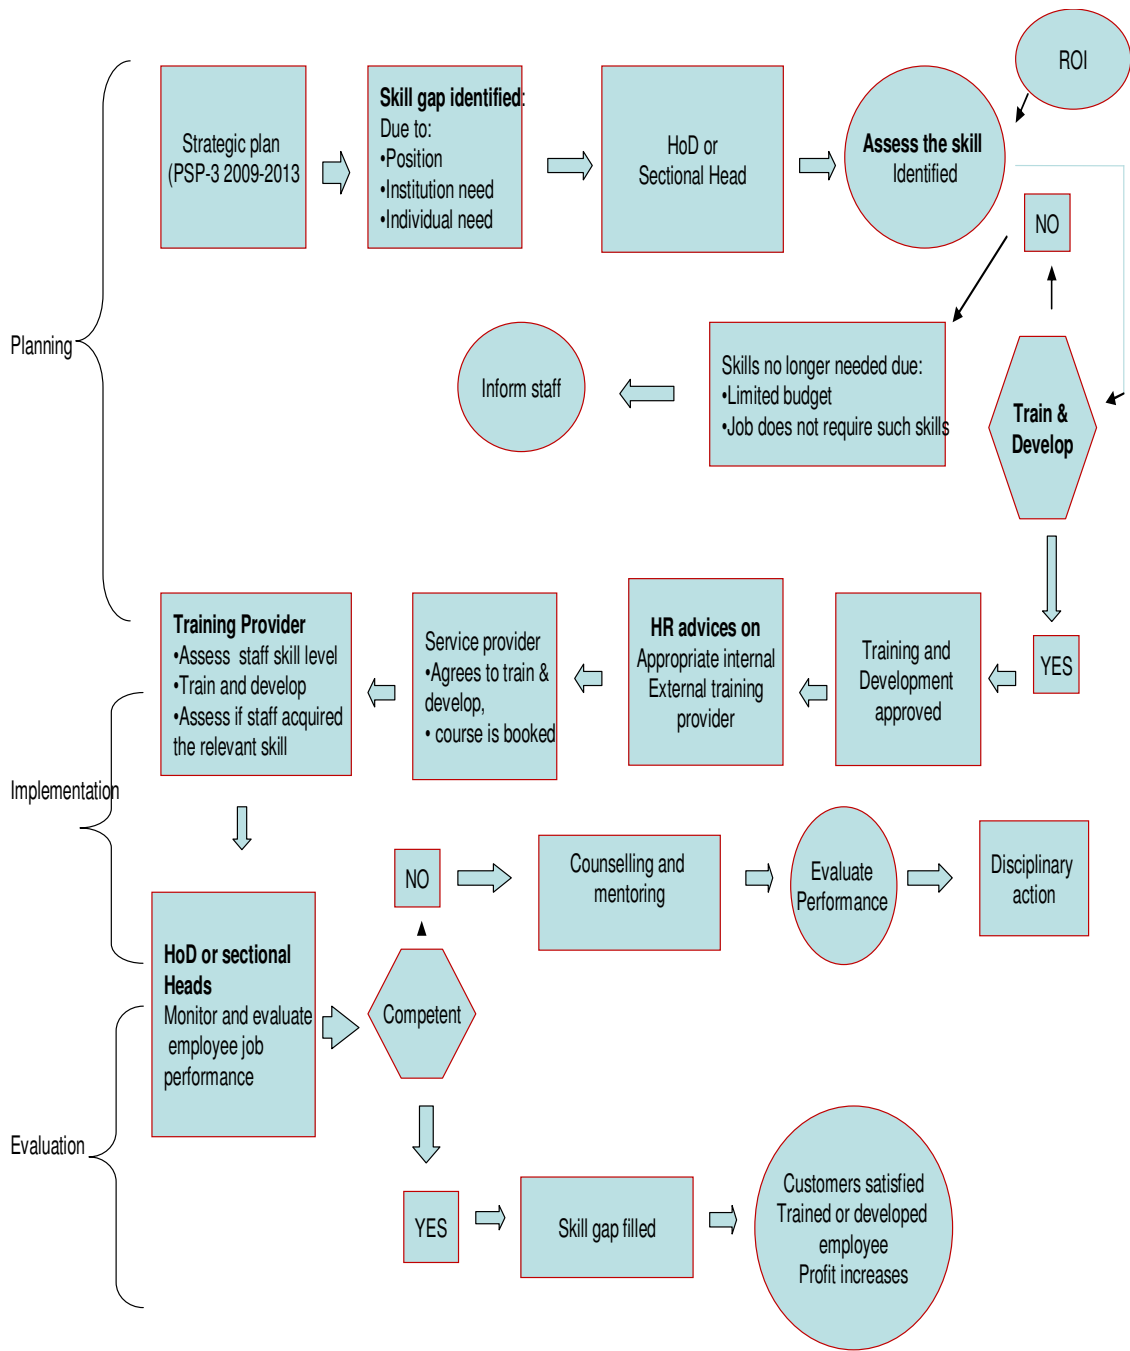 ROI
Strategic plan
(PSP-3 2009-2013
Skill gap identified:
Due to:
•Position
•Institution need
•Individual need
HoD or
Sectional Head
Assess the skill
Identified
NO
Planning
Inform staff
Skills no longer needed due:
•Limited budget
•Job does not require such skills
Train &
Develop
Training Provider
•Assess staff skill level
•Train and develop
•Assess if staff acquired
the relevant skill
Service provider
•Agrees to train &
develop,
• course is booked
HR advices on
Appropriate internal
External training
provider
Training and
Development
approved
YES
Implementation
NO
Counselling and
mentoring
Evaluate
Performance
Disciplinary
action
HoD or sectional
Heads
Monitor and evaluate
employee job
performance
Competent
Evaluation
YES
Skill gap filled
Customers satisfied
Trained or developed
employee
Profit increases